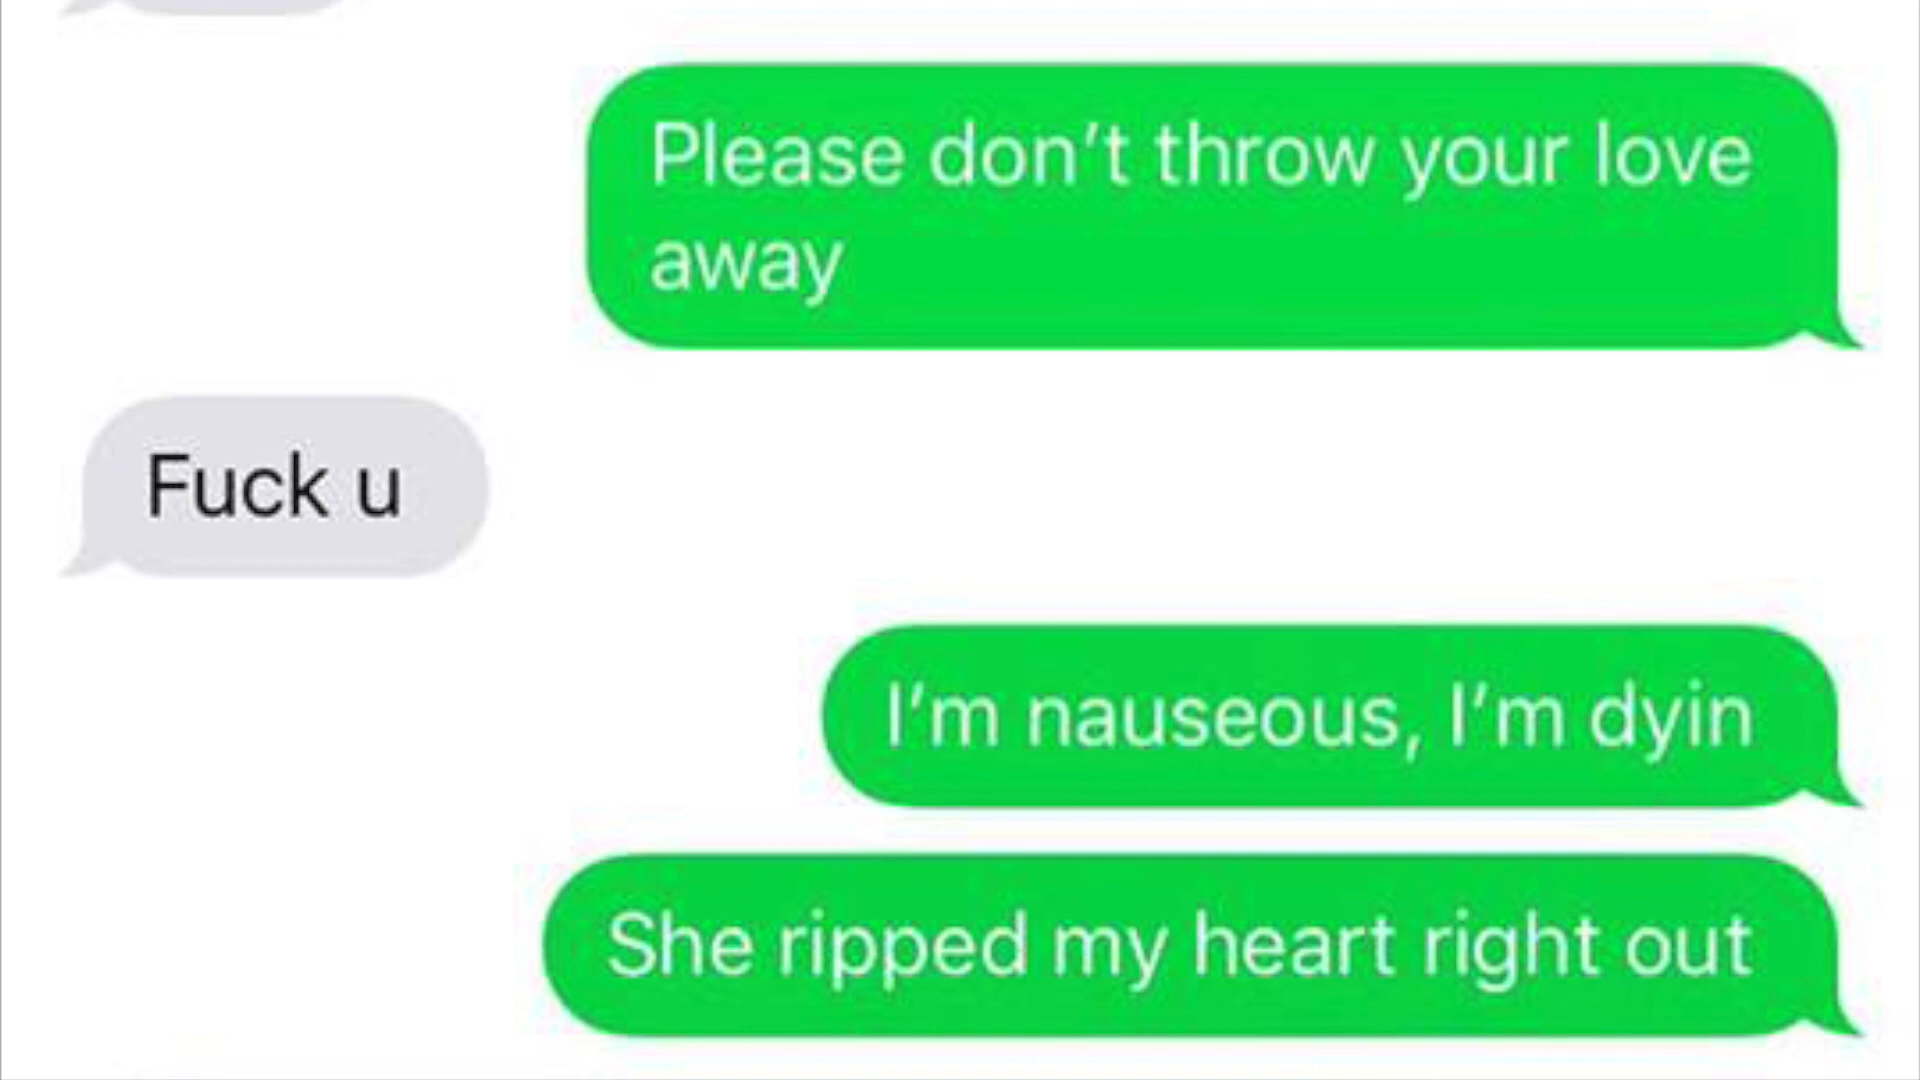 Please don't throw your love
away
Fuck u
I'm nauseous, I'm dyin
She ripped my heart right out